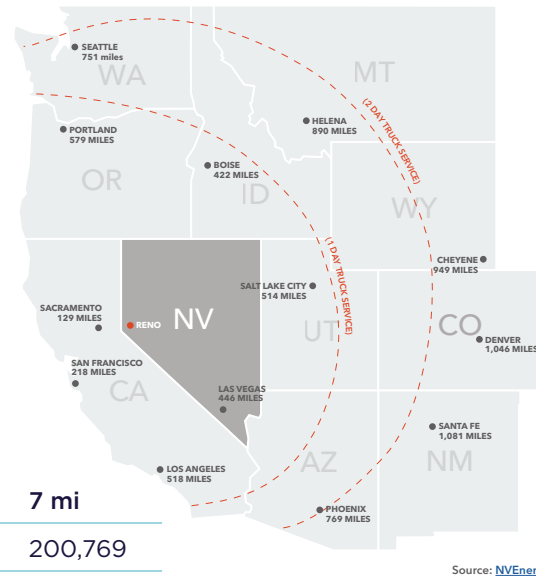 SEATTLE
751 miles
WA
MT
(2 DAY TRUCK SERVICE)
HELENA
890 MILES
PORTLAND
579 MILES
BOISE
422 MILES
OR
ID
WY
CHEYENE
949 MILES
SALT LAKE CITY
514 MILES
(1 DAY TRUCK SERVICE)
SACRAMENTO
129 MILES
RENO
NV
UT
CO
DENVER
1,046 MILES
SAN FRANCISCO
218 MILES
CA
LAS VEGAS
446 MILES
SANTA FE
1,081 MILES
LOS ANGELES
518 MILES
AZ
NM
7 mi
PHOENIX
769 MILES
200,769
Source: NVEner